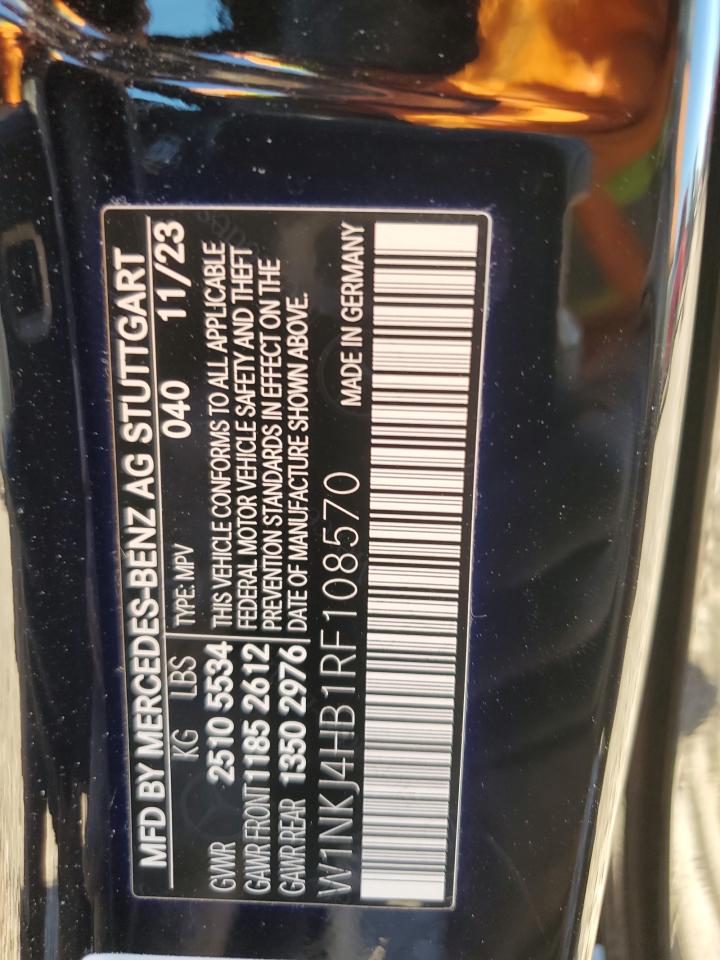 MFD BY MERCEDES-BENZ AG STUTTGART
KG LBS TYPE: MPV 040 11/23
GVWR 2510 5534 THIS VEHICLE CONFORMS TO ALL APPLICABLE
GAWR FRONT 1185 2612 FEDERAL MOTOR VEHICLE SAFETY AND THEFT
GAWR REAR 1350 2976 PREVENTION STANDARDS IN EFFECT ON THE
DATE OF MANUFACTURE SHOWN ABOVE.
W1NKJ4HB1RF108570 MADE IN GERMANY